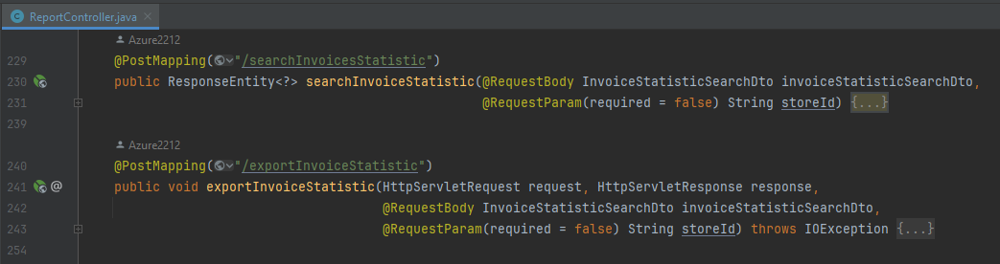 ReportController.java
Azure2212
229 @PostMapping("/searchInvoicesStatistic")
230 public ResponseEntity<?> searchInvoiceStatistic(@RequestBody InvoiceStatisticSearchDto invoiceStatisticSearchDto,
231 @RequestParam(required = false) String storeId) {...}
239
Azure2212
240 @PostMapping("/exportInvoiceStatistic")
241 @ public void exportInvoiceStatistic(HttpServletRequest request, HttpServletResponse response,
242 @RequestBody InvoiceStatisticSearchDto invoiceStatisticSearchDto,
243 @RequestParam(required = false) String storeId) throws IOException {...}
254